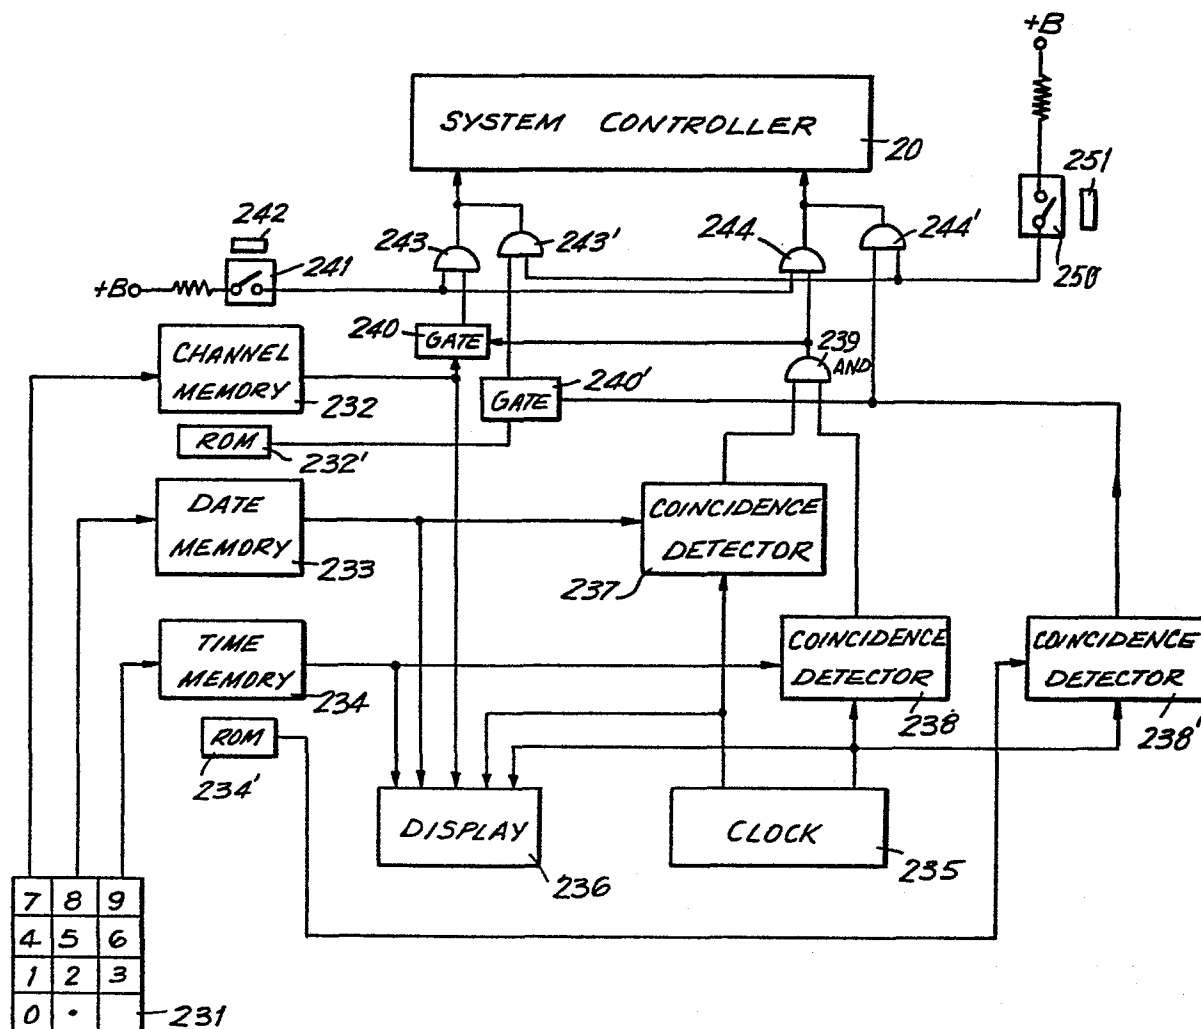 +B
SYSTEM CONTROLLER
20
251
242
243
243'
244
244'
241
250
+B
240
GATE
239
AND
CHANNEL
MEMORY
232
240'
GATE
ROM
232'
DATE
MEMORY
233
COINCIDENCE
DETECTOR
237
TIME
MEMORY
234
COINCIDENCE
DETECTOR
238
COINCIDENCE
DETECTOR
238'
ROM
234'
DISPLAY
236
CLOCK
235
7 8 9
4 5 6
1 2 3
0 •
231